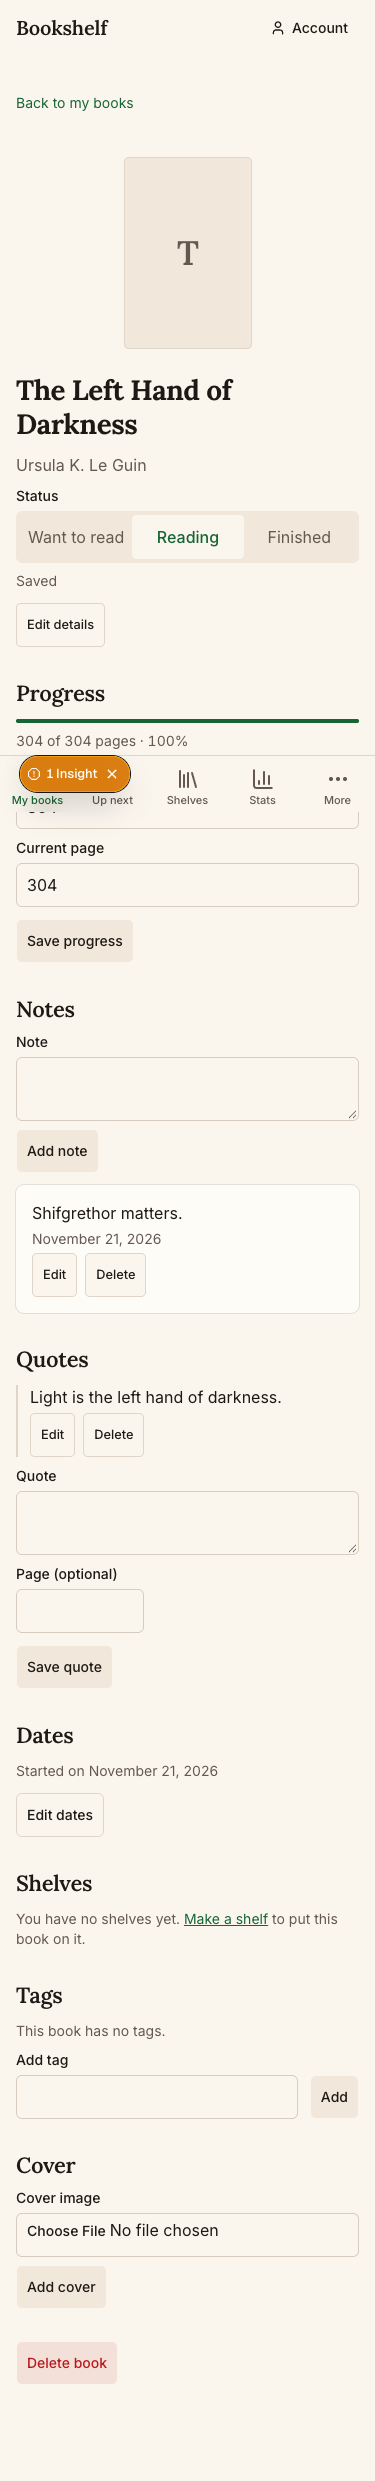 Bookshelf
Account
Back to my books
T
The Left Hand of
Darkness
Ursula K. Le Guin
Status
Want to read
Reading
Finished
Saved
Edit details
Progress
304 of 304 pages · 100%
1 Insight
My books
Up next
Shelves
Stats
More
Current page
304
Save progress
Notes
Note
Add note
Shifgrethor matters.
November 21, 2026
Edit
Delete
Quotes
Light is the left hand of darkness.
Edit
Delete
Quote
Page (optional)
Save quote
Dates
Started on November 21, 2026
Edit dates
Shelves
You have no shelves yet. Make a shelf to put this
book on it.
Tags
This book has no tags.
Add tag
Add
Cover
Cover image
Choose File No file chosen
Add cover
Delete book